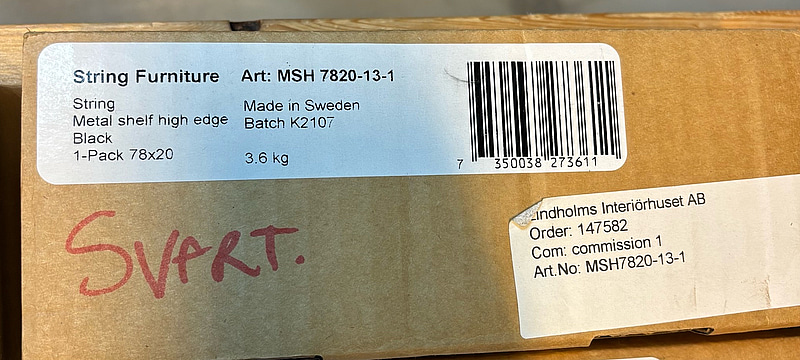 String Furniture Art: MSH 7820-13-1
String
Made in Sweden
Metal shelf high edge
Batch K2107
Black
1-Pack 78x20
3.6 kg
7 350038 273611
SVART.
Interiörhuset AB
Order: 147582
Com: commission 1
Art.No: MSH7820-13-1